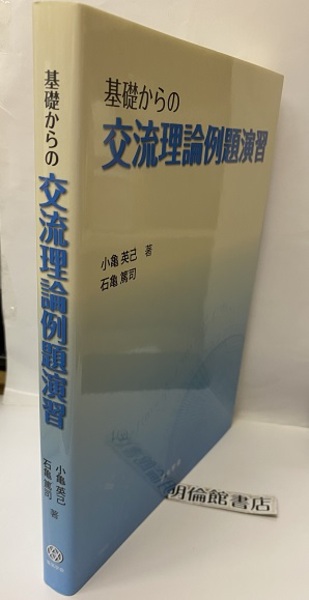 基礎からの
交流理論例題演習
小亀 英己 著
石亀 篤司
基礎からの
交流理論例題演習
小亀 英己
石亀 篤司 著
明倫館書店